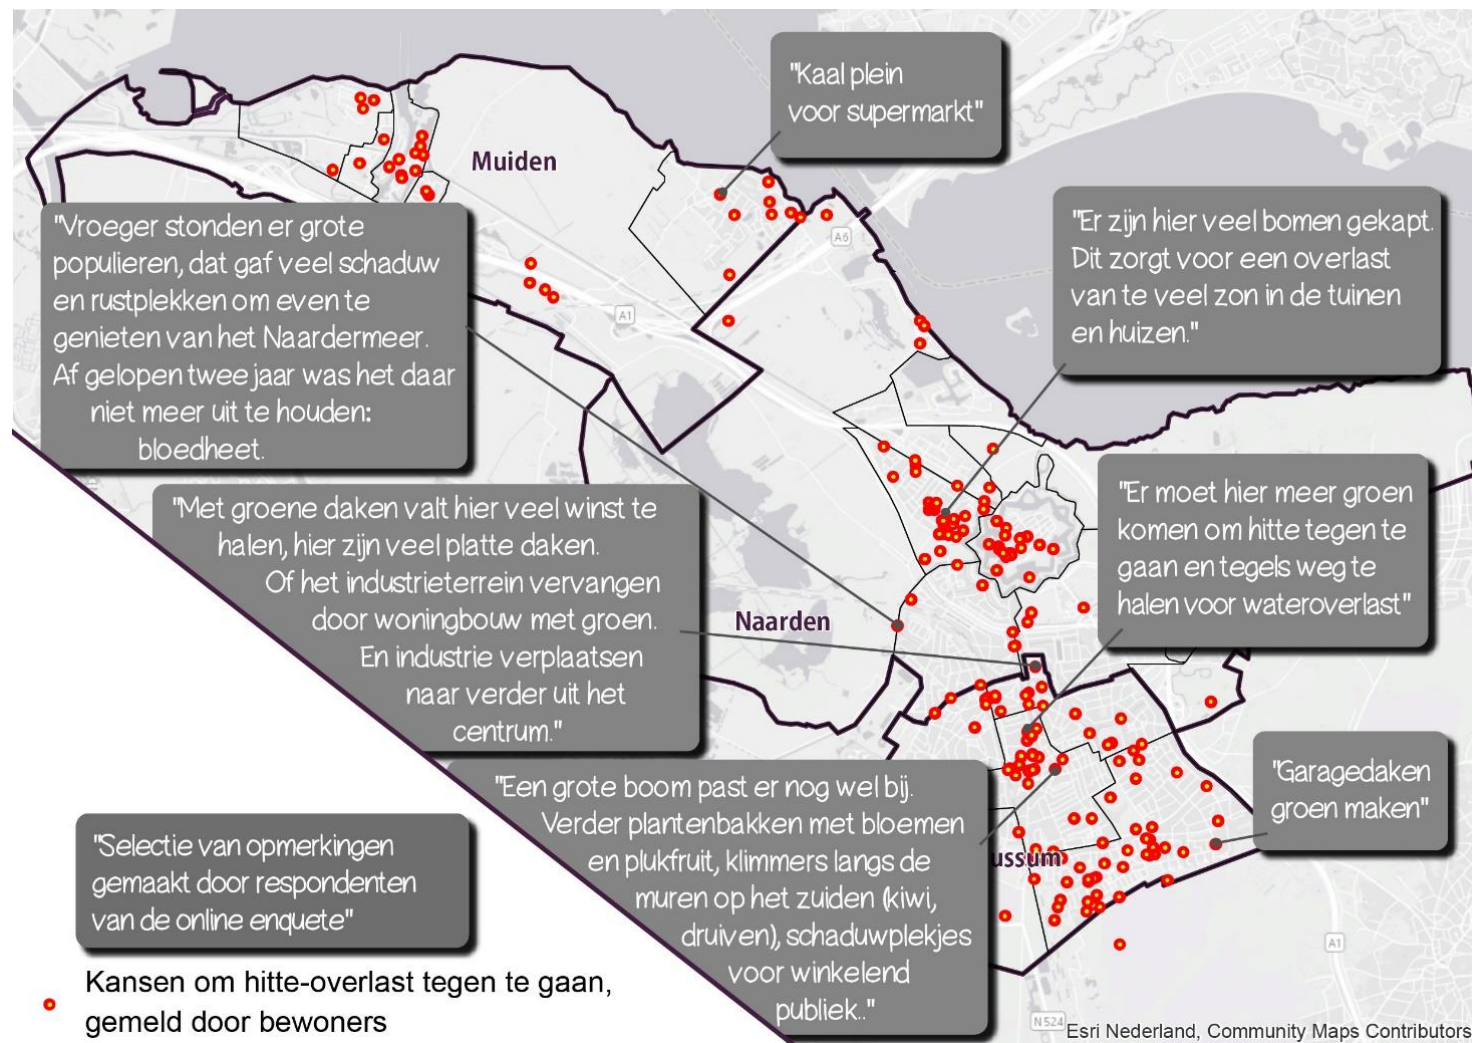 "Kaal plein
voor supermarkt"
Muiden
A6
"Er zijn hier veel bomen gekapt.
Dit zorgt voor een overlast
van te veel zon in de tuinen
en huizen."
"Vroeger stonden er grote
populieren, dat gaf veel schaduw
en rustplekken om even te
genieten van het Naardermeer.
Af gelopen twee jaar was het daar
niet meer uit te houden:
bloedheet.
A1
"Met groene daken valt hier veel winst te
halen, hier zijn veel platte daken.
Of het industrieterrein vervangen
door woningbouw met groen.
En industrie verplaatsen
naar verder uit het
centrum."
"Er moet hier meer groen
komen om hitte tegen te
gaan en tegels weg te
halen voor wateroverlast"
Naarden
"Een grote boom past er nog wel bij.
Verder plantenbakken met bloemen
en plukfruit, klimmers langs de
muren op het zuiden (kiwi,
druiven), schaduwplekjes
voor winkelend
publiek.."
"Garagedaken
groen maken"
ussum
"Selectie van opmerkingen
gemaakt door respondenten
van de online enquete"
A1
Kansen om hitte-overlast tegen te gaan,
gemeld door bewoners
N524
Esri Nederland, Community Maps Contributors